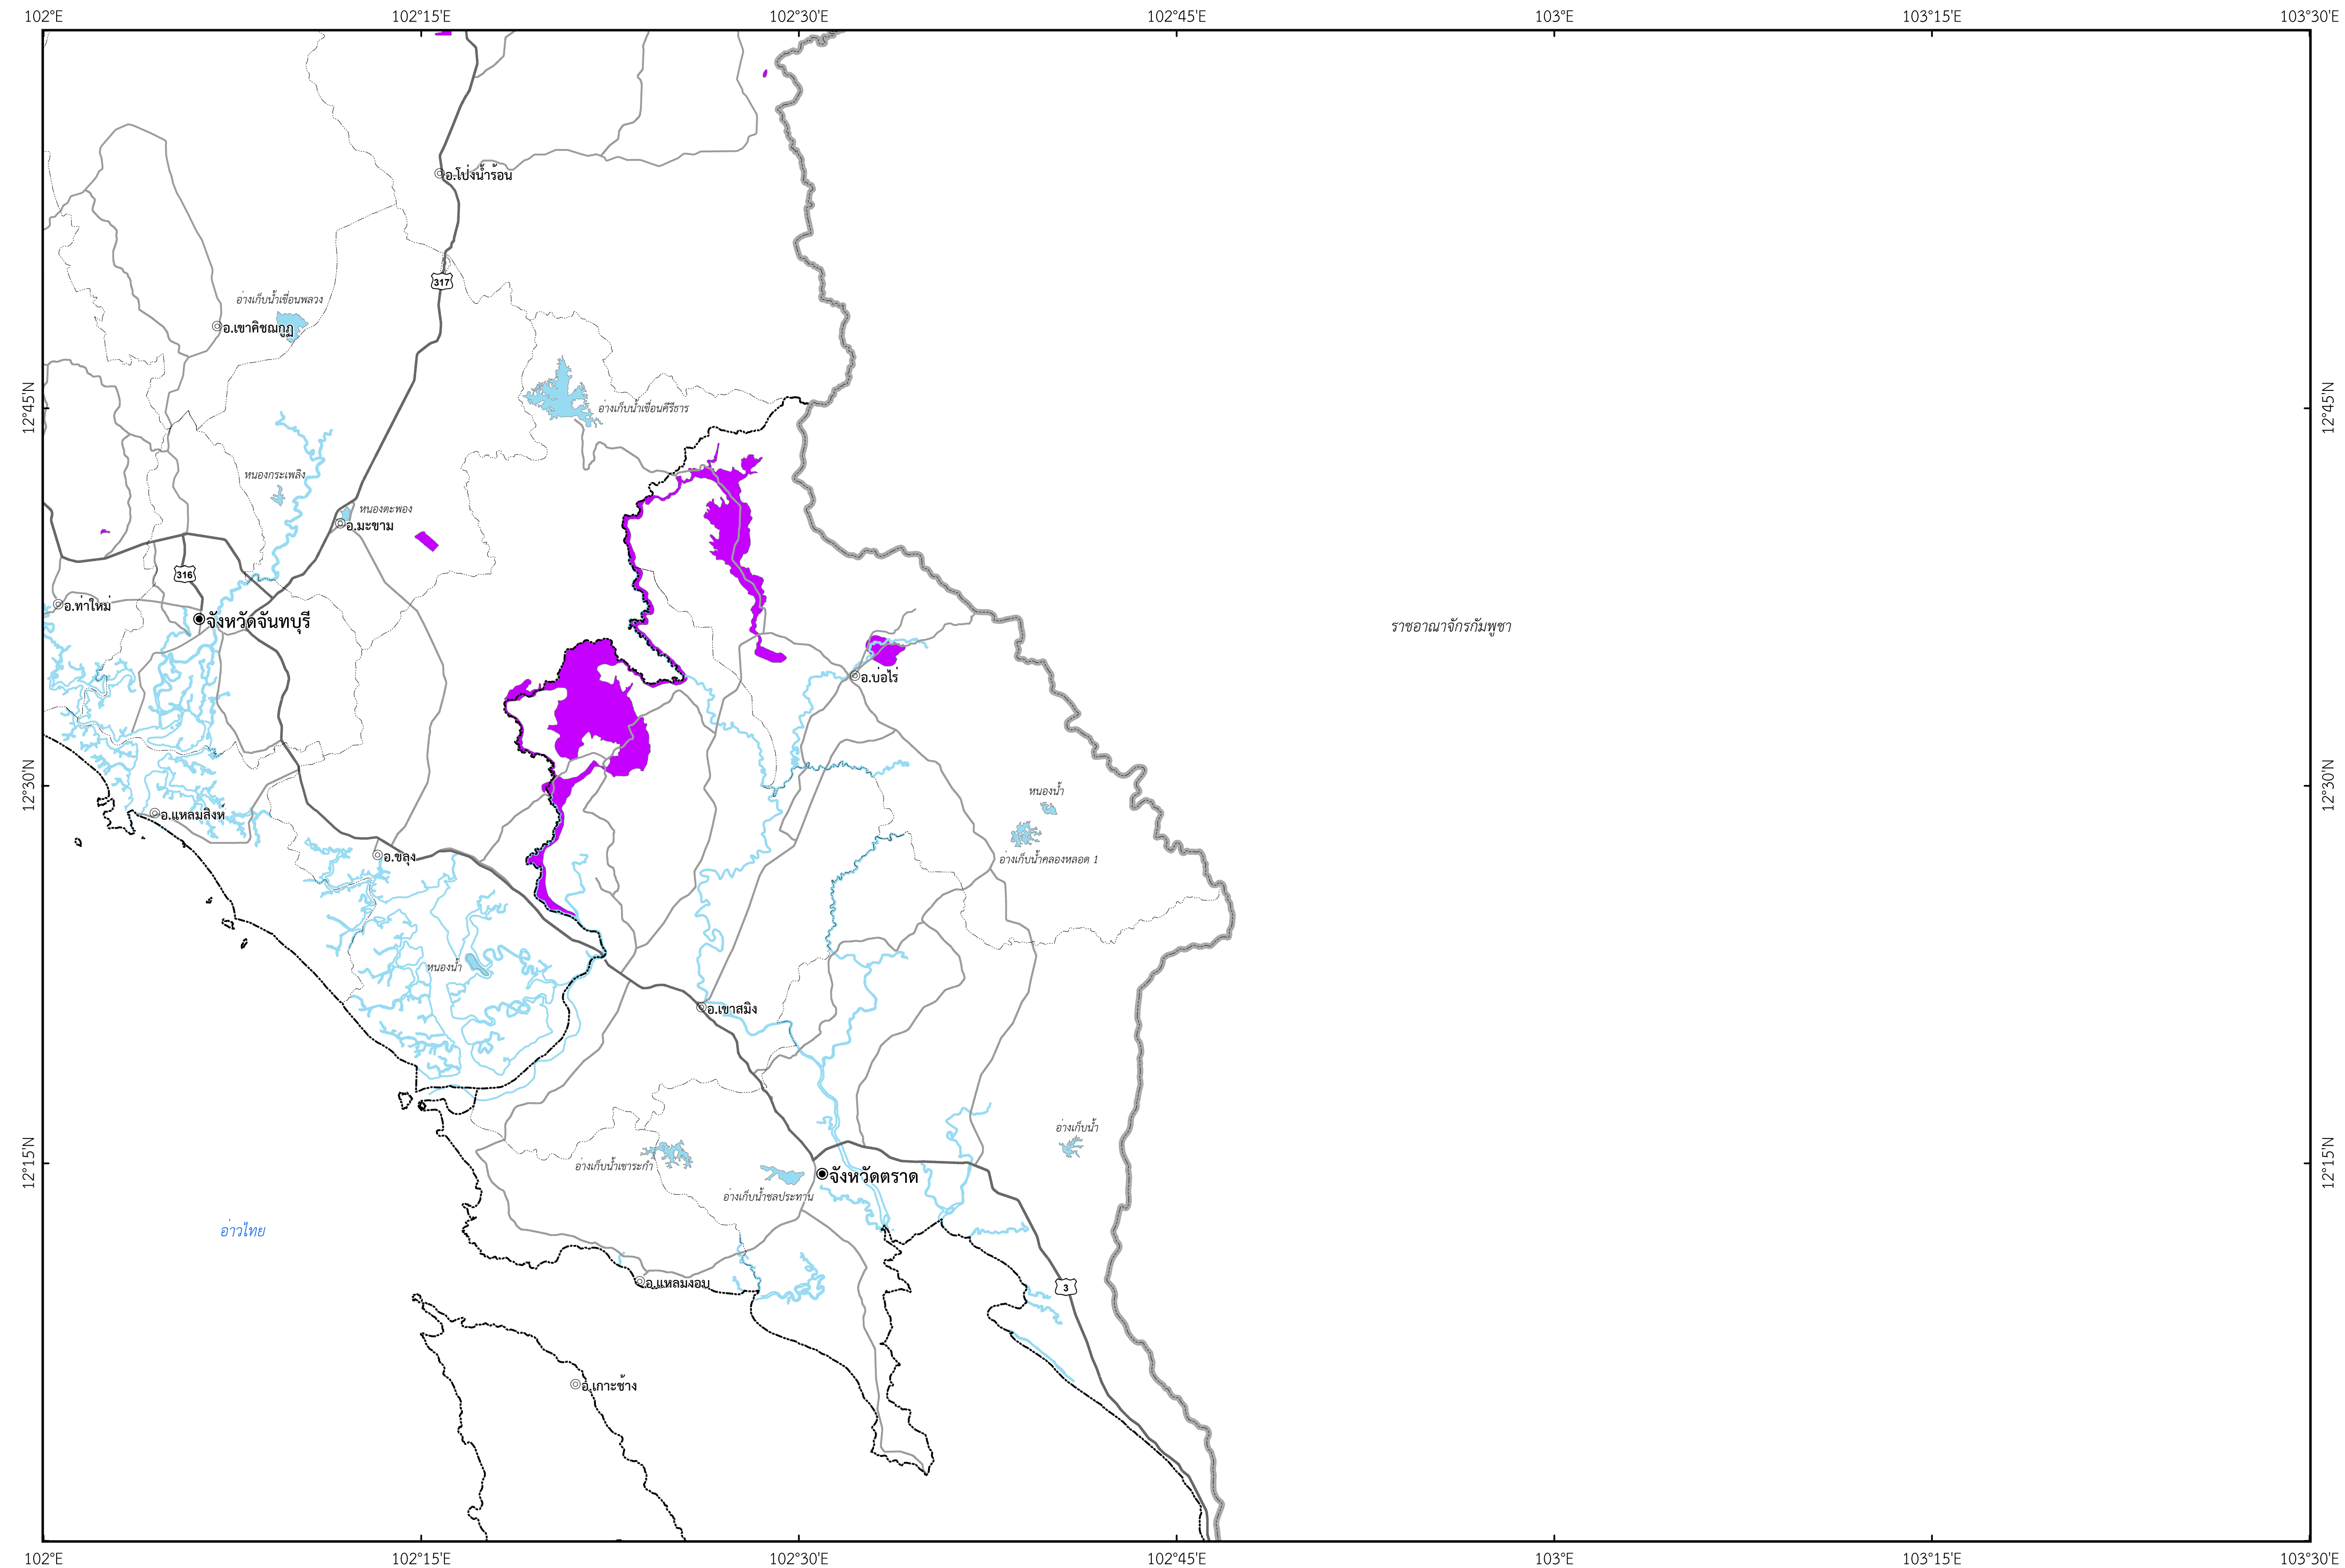 102°E 102°15'E 102°30'E 102°45'E 103°E 103°15'E 103°30'E
อ.โป่งน้ำร้อน
317
อ่างเก็บน้ำเขื่อนพลวง
อ.เขาคิชฌกูฏ
12°45'N
อ่างเก็บน้ำเขื่อนคีรีธาร
12°45'N
หนองกระเพลิง
หนองตะพอง
อ.มะขาม
316
อ.ท่าใหม่
จังหวัดจันทบุรี
ราชอาณาจักรกัมพูชา
อ.บ่อไร่
12°30'N
12°30'N
หนองน้ำ
อ.แหลมสิงห์
อ.ขลุง
อ่างเก็บน้ำคลองหลอด 1
หนองน้ำ
อ.เขาสมิง
อ่างเก็บน้ำ
12°15'N
12°15'N
อ่างเก็บน้ำเขาระกำ
จังหวัดตราด
อ่างเก็บน้ำชลประทาน
อ่าวไทย
อ.แหลมงอบ
3
อ.เกาะช้าง
102°E 102°15'E 102°30'E 102°45'E 103°E 103°15'E 103°30'E